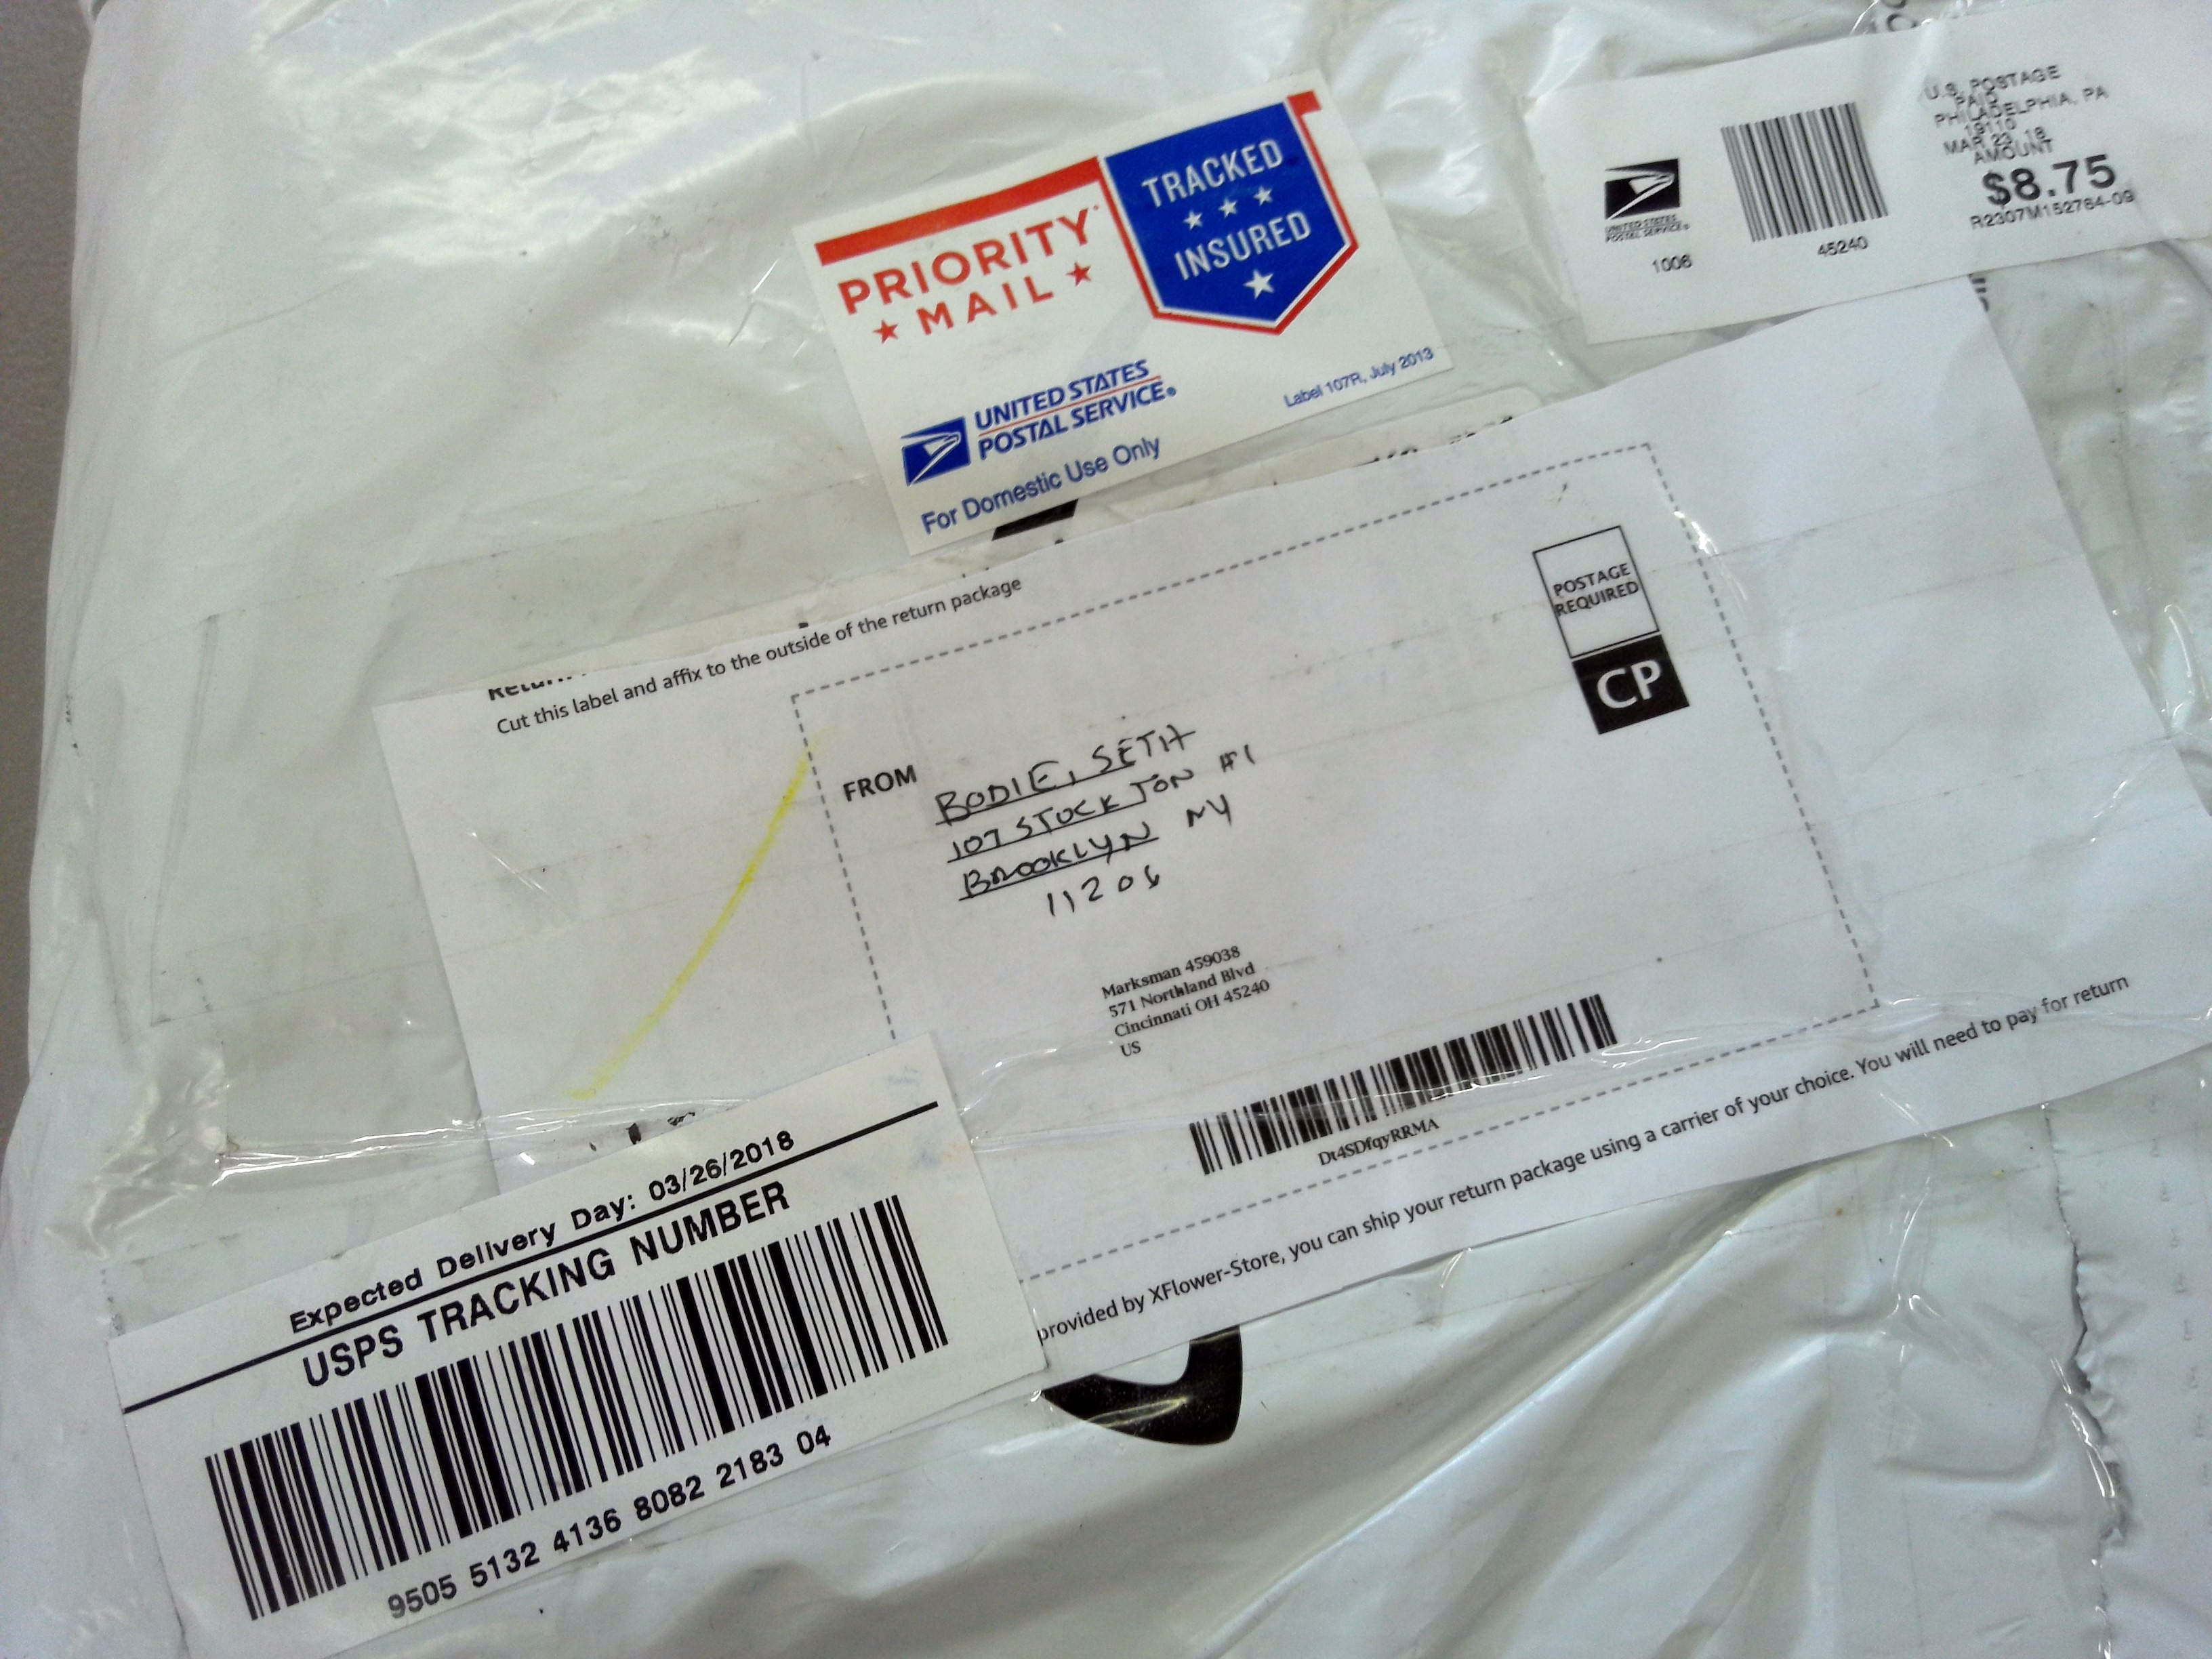 PRIORITY
★ MAIL ★
TRACKED
★ ★ ★
INSURED
★
UNITED STATES
POSTAL SERVICE®
For Domestic Use Only
Label 107R, July 2013
UNITED STATES
POSTAL SERVICE®
1006
45240
U.S. POSTAGE
PAID
PHILADELPHIA, PA
19110
MAR 23, 18
AMOUNT
$8.75
R2307M152764-09
Cut this label and affix to the outside of the return package
POSTAGE
REQUIRED
CP
FROM
BODIE, SETH
107 STOCKTON #1
BROOKLYN NY
11206
Marksman 459038
571 Northland Blvd
Cincinnati OH 45240
US
Dt4SDfqyRRMA
provided by XFlower-Store, you can ship your return package using a carrier of your choice. You will need to pay for return
Expected Delivery Day: 03/26/2018
USPS TRACKING NUMBER
9505 5132 4136 8082 2183 04